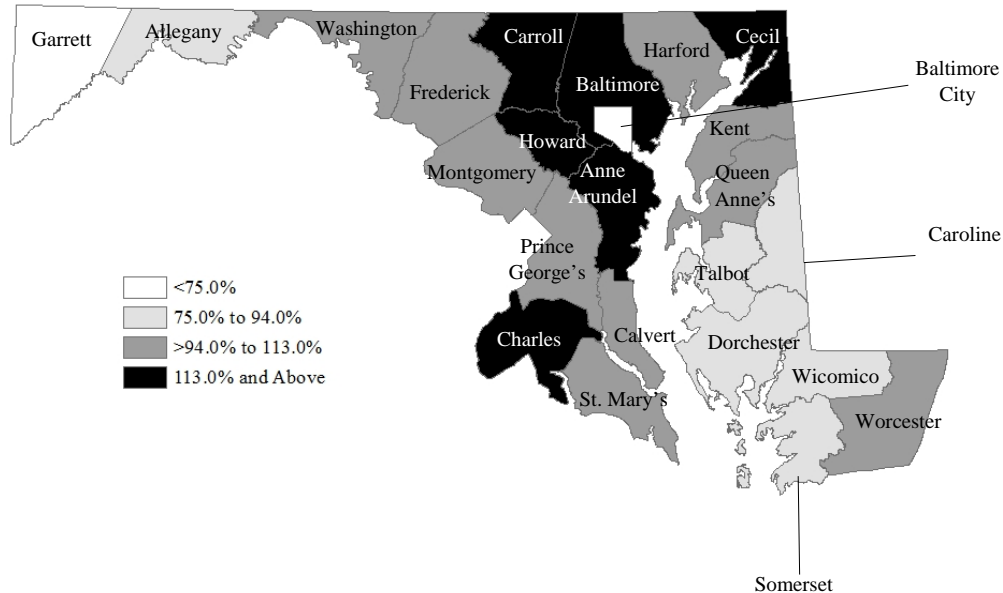 Garrett
Allegany
Washington
Frederick
Carroll
Baltimore
Harford
Cecil
Baltimore
City
Howard
Montgomery
Anne
Arundel
Kent
Queen
Anne's
Caroline
Prince
George's
Talbot
Charles
Calvert
Dorchester
St. Mary's
Wicomico
Worcester
Somerset
<75.0%
75.0% to 94.0%
>94.0% to 113.0%
113.0% and Above